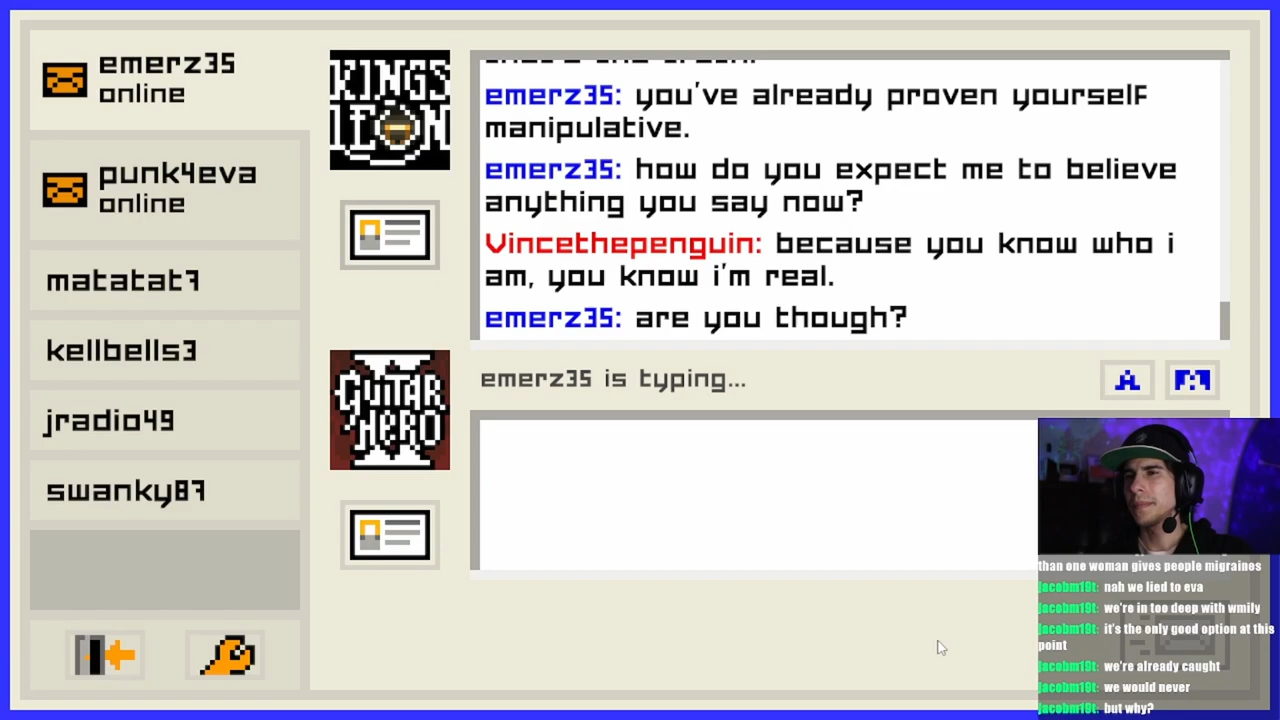 emerz35
online
punk4eva
online
matatat7
kellbells3
jradio49
swanky87
KINGS
LEON
GUITAR
HERO
emerz35: you've already proven yourself
manipulative.
emerz35: how do you expect me to believe
anything you say now?
Vincethepenguin: because you know who i
am, you know i'm real.
emerz35: are you though?
emerz35 is typing...
A
than one woman gives people migraines
jacobm19t: nah we lied to eva
jacobm19t: we're in too deep with wmily
jacobm19t: it's the only good option at this
point
jacobm19t: we're already caught
jacobm19t: we would never
jacobm19t: but why?